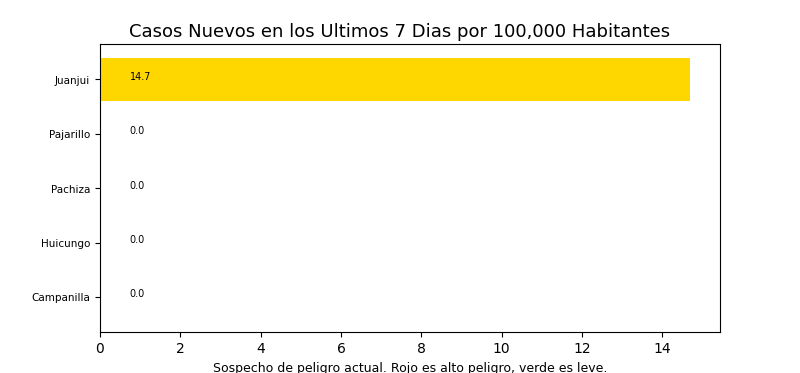 Casos Nuevos en los Ultimos 7 Dias por 100,000 Habitantes
Juanjui 14.7
Pajarillo 0.0
Pachiza 0.0
Huicungo 0.0
Campanilla 0.0
0 2 4 6 8 10 12 14
Sospecho de peligro actual. Rojo es alto peligro, verde es leve.